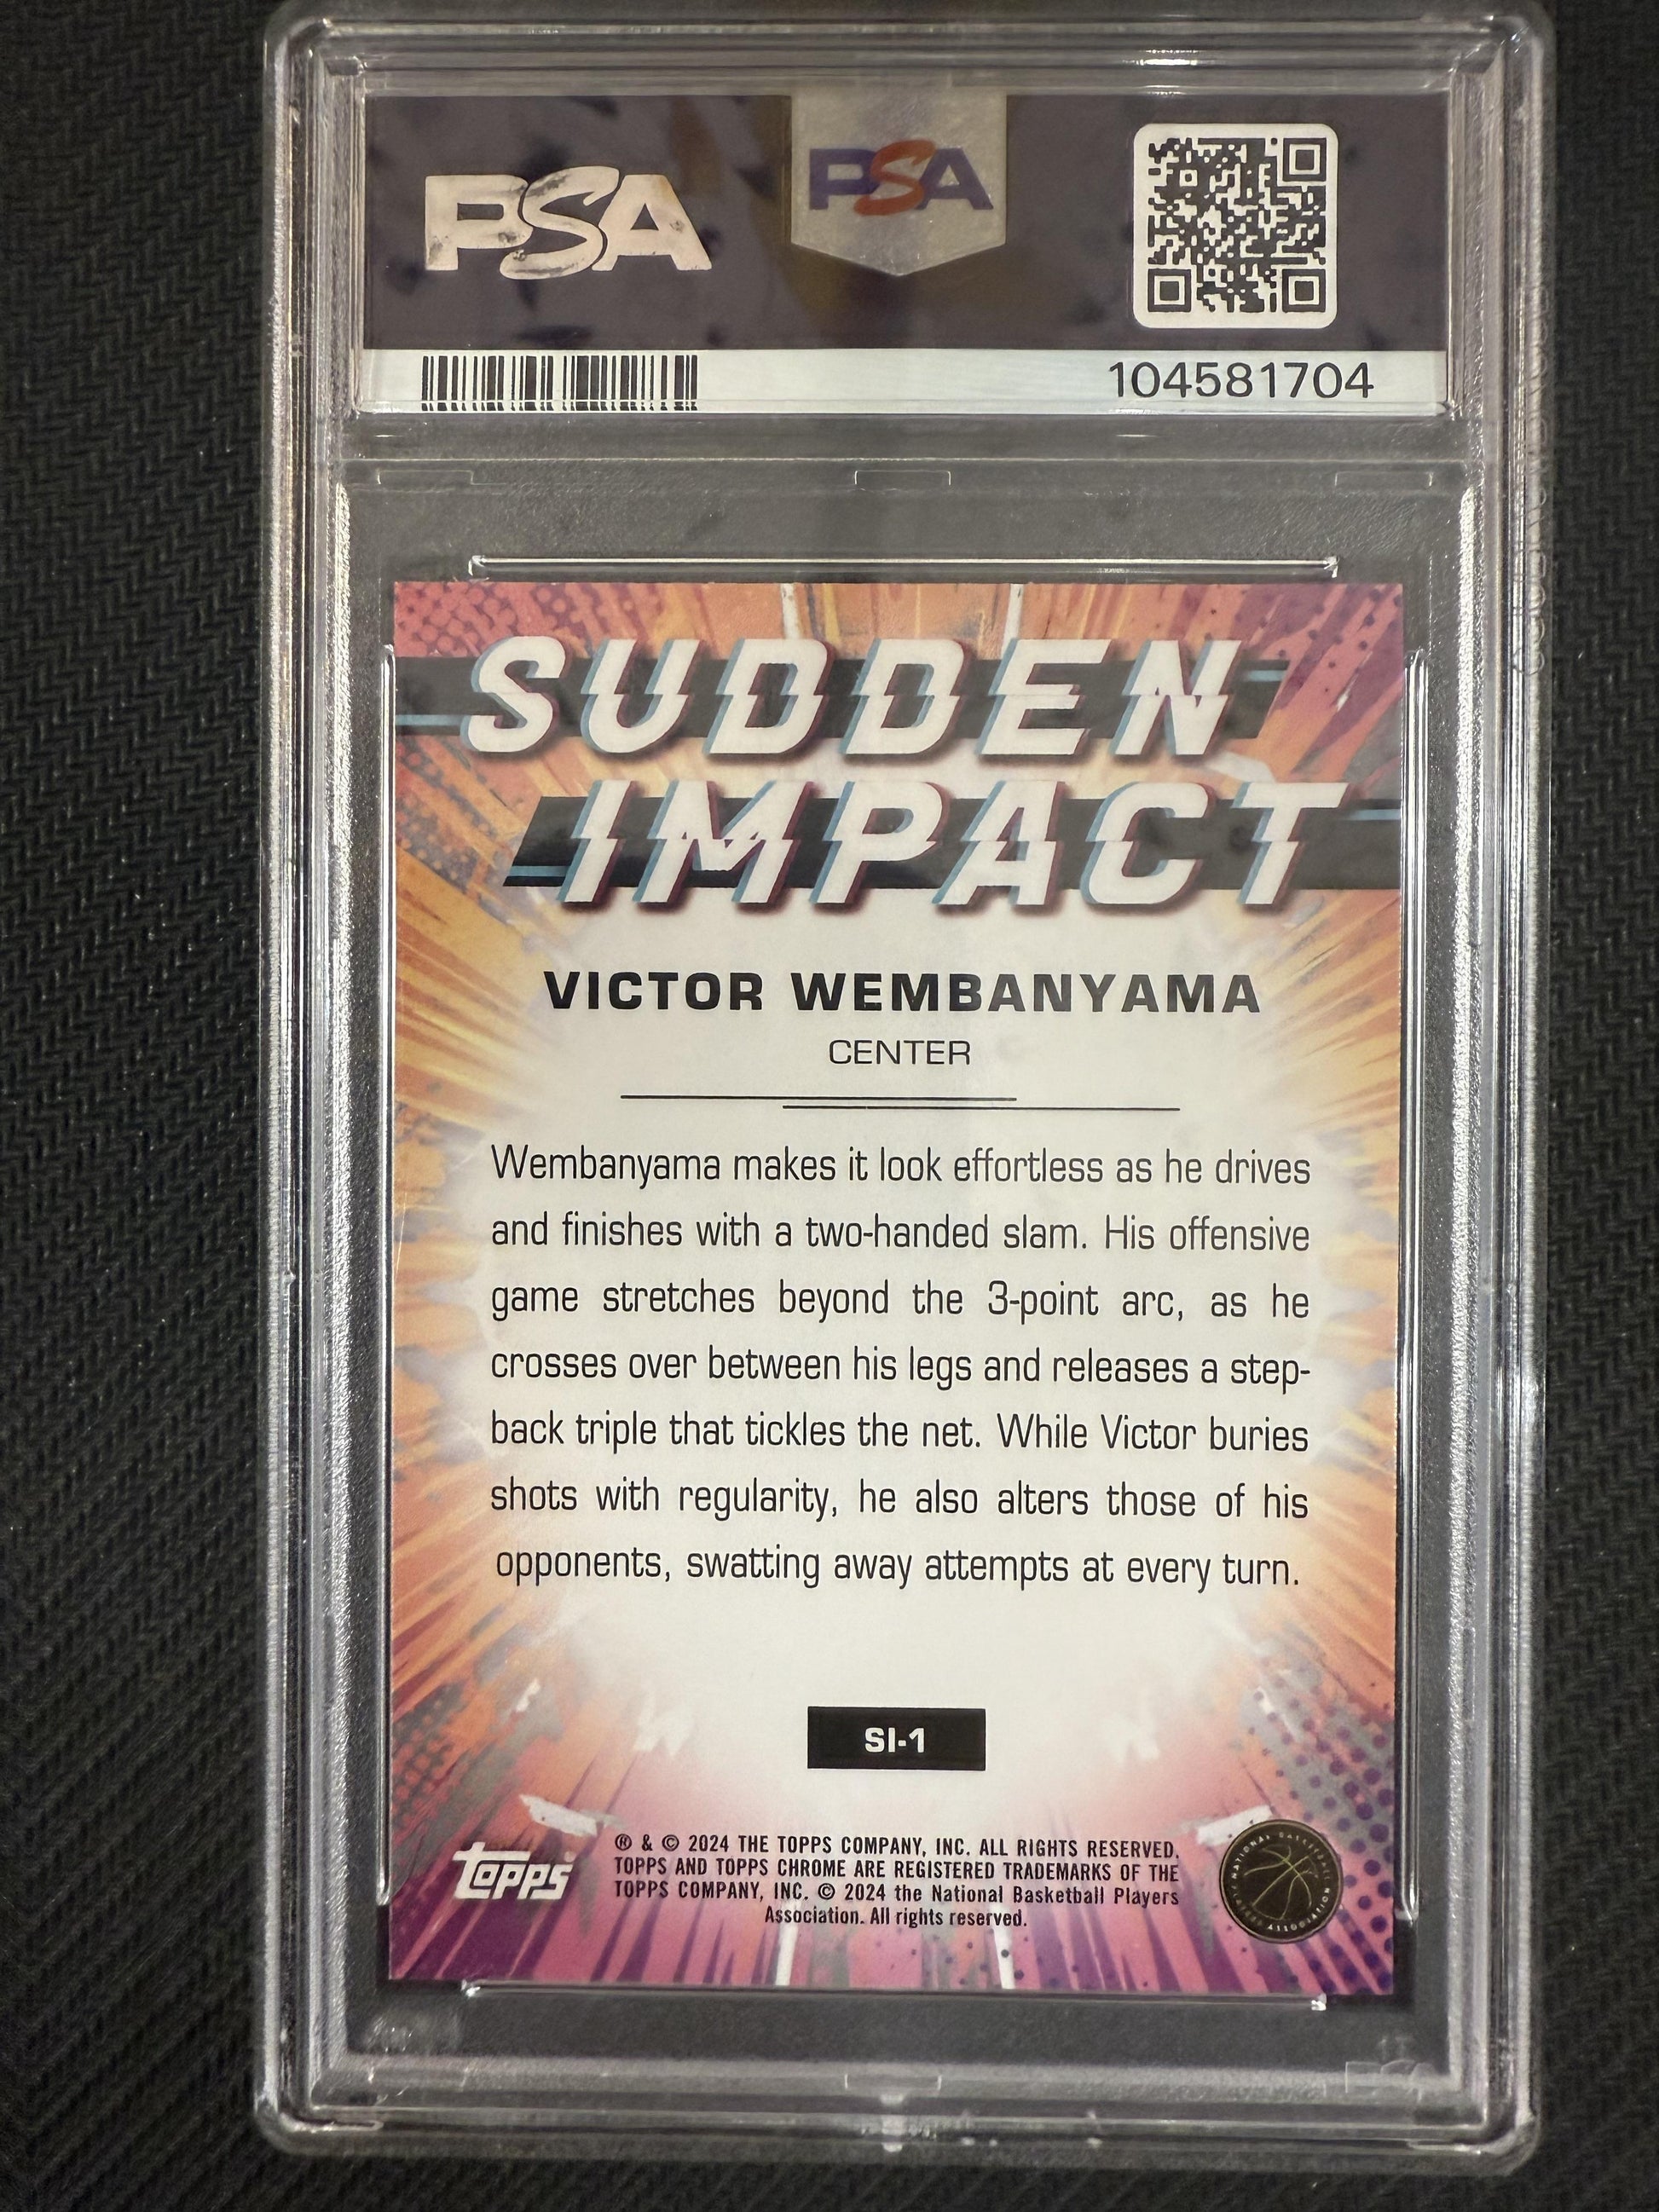 PSA
PSA
104581704
SUDDEN
IMPACT
VICTOR WEMBANYAMA
CENTER
Wembanyama makes it look effortless as he drives
and finishes with a two-handed slam. His offensive
game stretches beyond the 3-point arc, as he
crosses over between his legs and releases a step-
back triple that tickles the net. While Victor buries
shots with regularity, he also alters those of his
opponents, swatting away attempts at every turn.
SI-1
topps
® & © 2024 THE TOPPS COMPANY, INC. ALL RIGHTS RESERVED.
TOPPS AND TOPPS CHROME ARE REGISTERED TRADEMARKS OF THE
TOPPS COMPANY, INC. © 2024 the National Basketball Players
Association. All rights reserved.